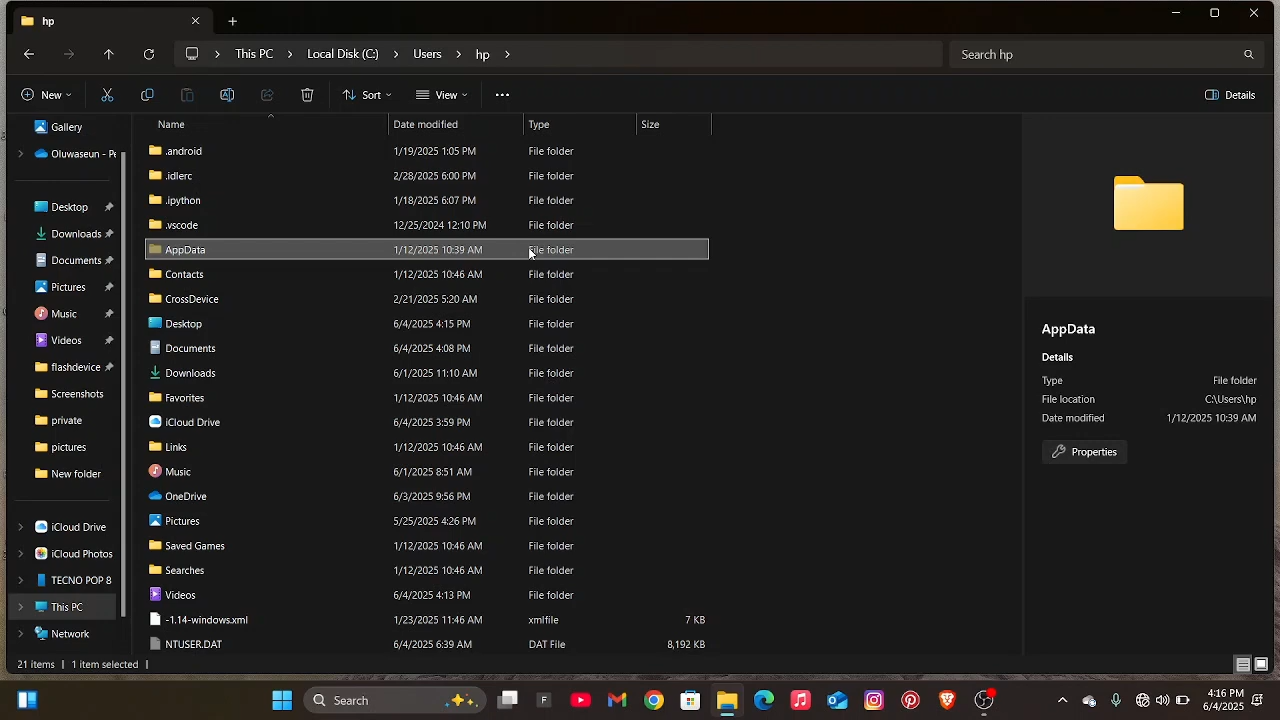 hp
This PC
Local Disk (C:)
Users
hp
Search hp
New
Sort
View
Details
Name
Date modified
Type
Size
Gallery
Oluwaseun - Pe
Desktop
Downloads
Documents
Pictures
Music
Videos
flashdevice
Screenshots
private
pictures
New folder
iCloud Drive
iCloud Photos
TECNO POP 8
This PC
Network
.android 1/19/2025 1:05 PM File folder
.idlerc 2/28/2025 6:00 PM File folder
.ipython 1/18/2025 6:07 PM File folder
.vscode 12/25/2024 12:10 PM File folder
AppData 1/12/2025 10:39 AM File folder
Contacts 1/12/2025 10:46 AM File folder
CrossDevice 2/21/2025 5:20 AM File folder
Desktop 6/4/2025 4:15 PM File folder
Documents 6/4/2025 4:08 PM File folder
Downloads 6/1/2025 11:10 AM File folder
Favorites 1/12/2025 10:46 AM File folder
iCloud Drive 6/4/2025 3:59 PM File folder
Links 1/12/2025 10:46 AM File folder
Music 6/1/2025 8:51 AM File folder
OneDrive 6/3/2025 9:56 PM File folder
Pictures 5/25/2025 4:26 PM File folder
Saved Games 1/12/2025 10:46 AM File folder
Searches 1/12/2025 10:46 AM File folder
Videos 6/4/2025 4:13 PM File folder
-1.14-windows.xml 1/23/2025 11:46 AM xmlfile 7 KB
NTUSER.DAT 6/4/2025 6:39 AM DAT File 8,192 KB
AppData
Details
Type File folder
File location C:\Users\hp
Date modified 1/12/2025 10:39 AM
Properties
21 items
1 item selected
Search
F
4:16 PM
6/4/2025